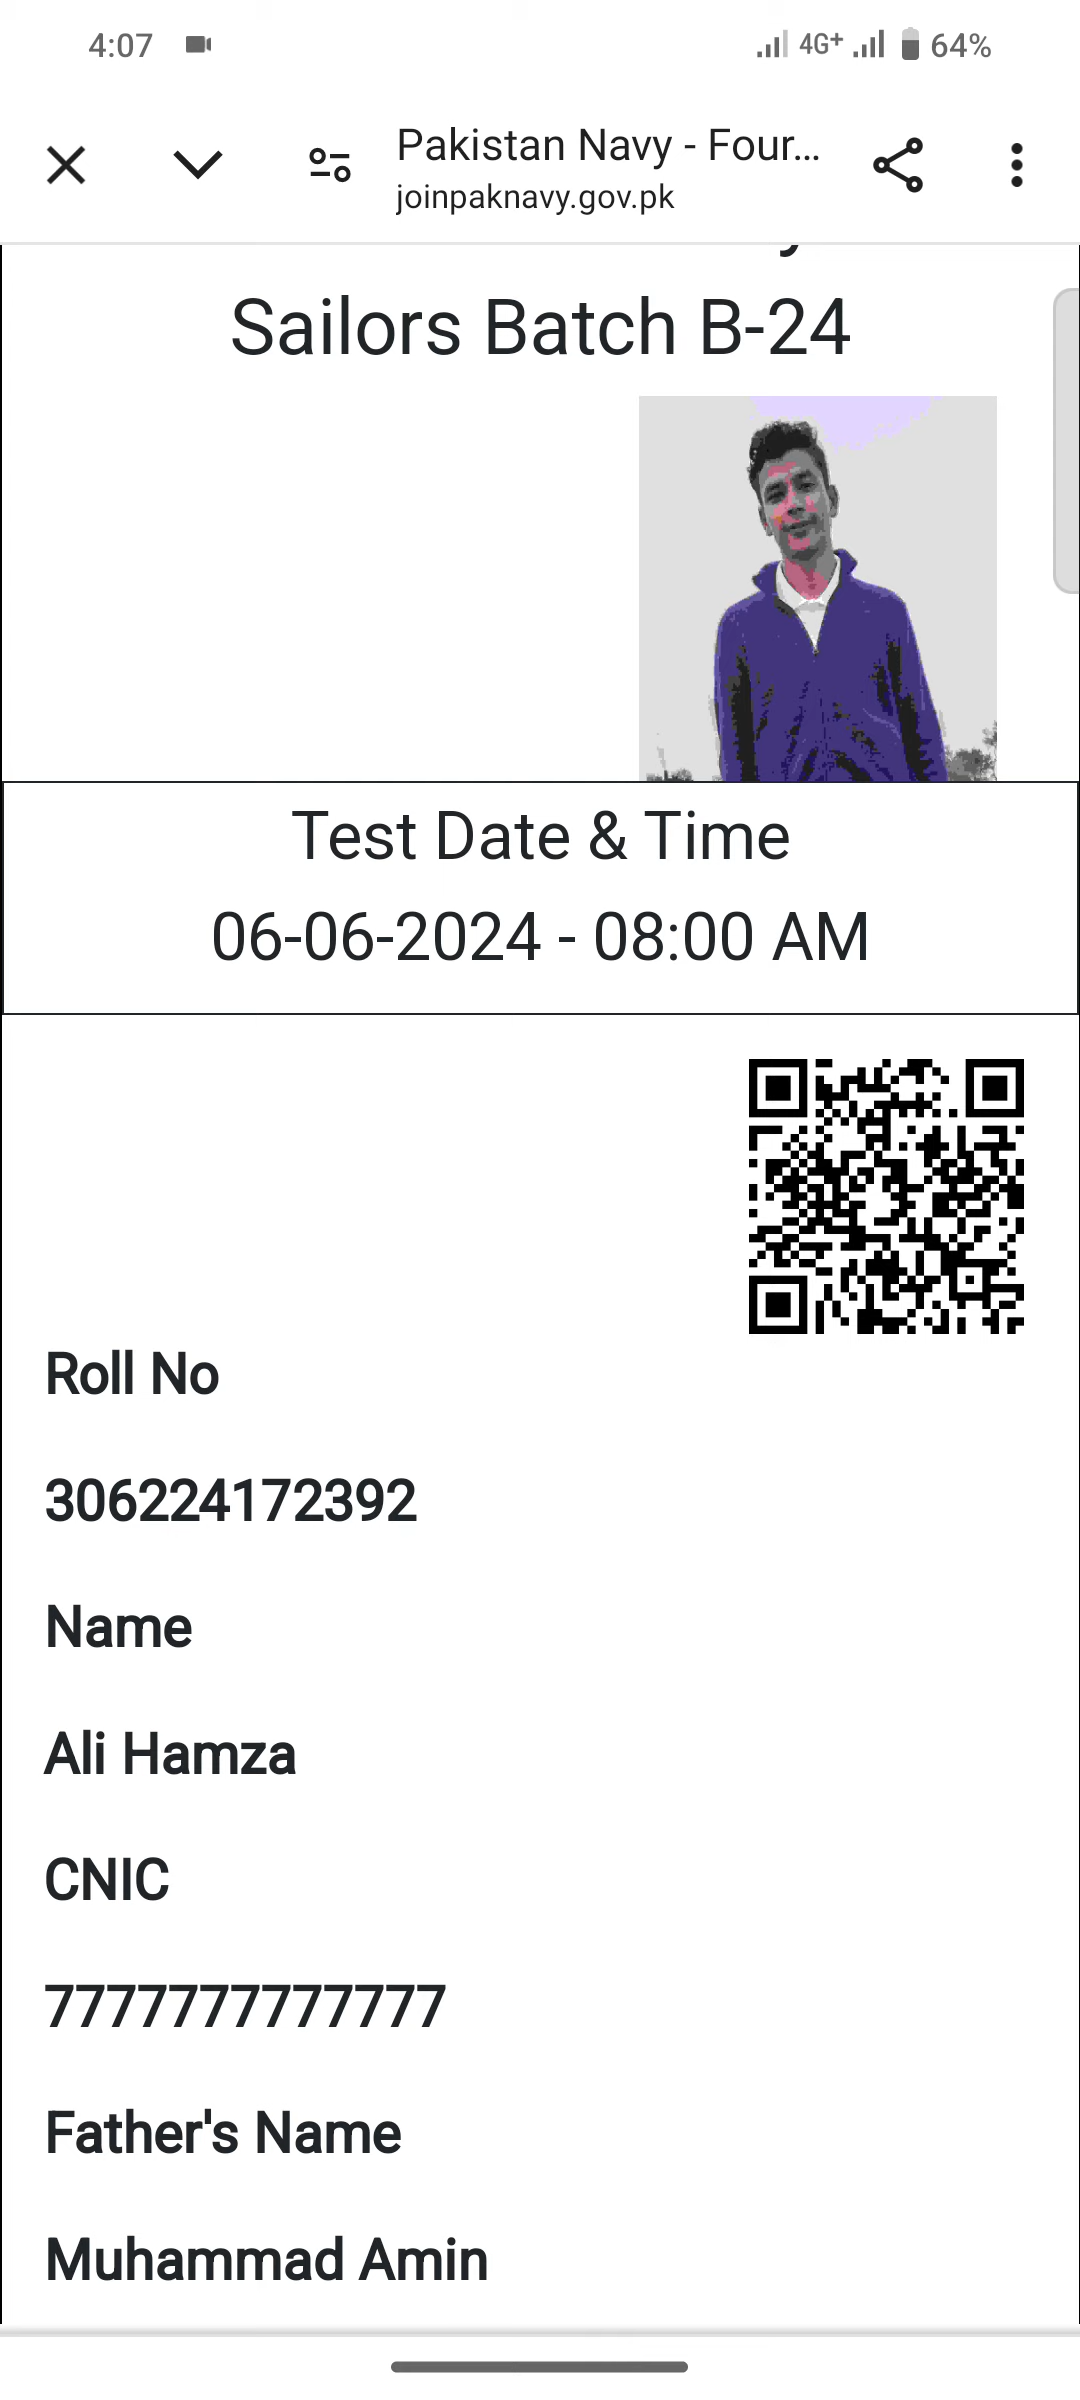 4:07
4G+ 64%
Pakistan Navy - Four...
joinpaknavy.gov.pk
Sailors Batch B-24
Test Date & Time
06-06-2024 - 08:00 AM
Roll No
306224172392
Name
Ali Hamza
CNIC
7777777777777
Father's Name
Muhammad Amin